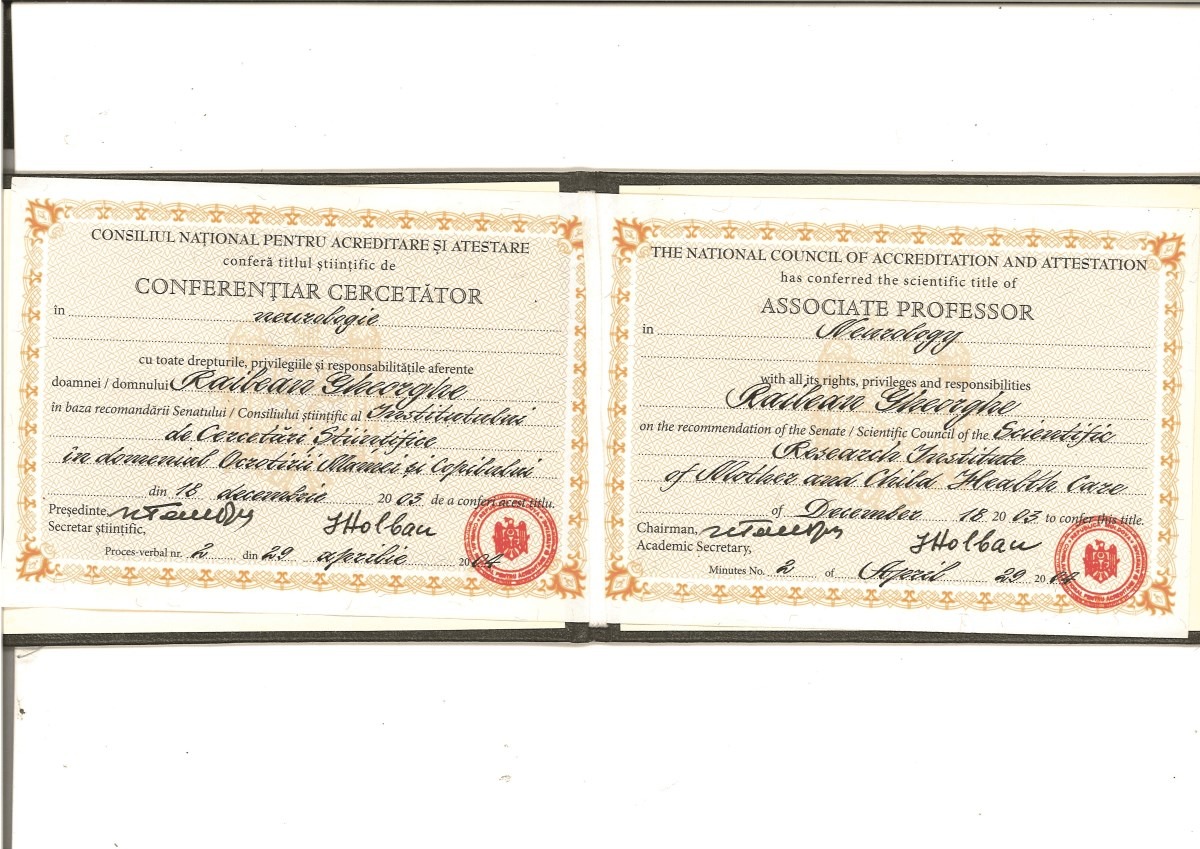 CONSILIUL NAȚIONAL PENTRU ACREDITARE ȘI ATESTARE
conferă titlul științific de
CONFERENȚIAR CERCETĂTOR
în neurologie
cu toate drepturile, privilegiile și responsabilitățile aferente
doamnei / domnului Railean Gheorghe
în baza recomandării Senatului / Consiliului științific al Institutului
de Cercetări Științifice
în domeniul Ocrotirii Mamei și Copilului
din 18 decembrie 2003 de a conferi acest titlu.
Președinte,
Secretar științific, JHolban
Proces-verbal nr. 2 din 29 aprilie 2004
THE NATIONAL COUNCIL OF ACCREDITATION AND ATTESTATION
has conferred the scientific title of
ASSOCIATE PROFESSOR
in Neurology
with all its rights, privileges and responsibilities
Railean Gheorghe
on the recommendation of the Senate / Scientific Council of the Scientific
Research Institute
of Mother and Child Health Care
of December 18 2003 to confer this title.
Chairman,
Academic Secretary, JHolban
Minutes No. 2 of April 29 2004